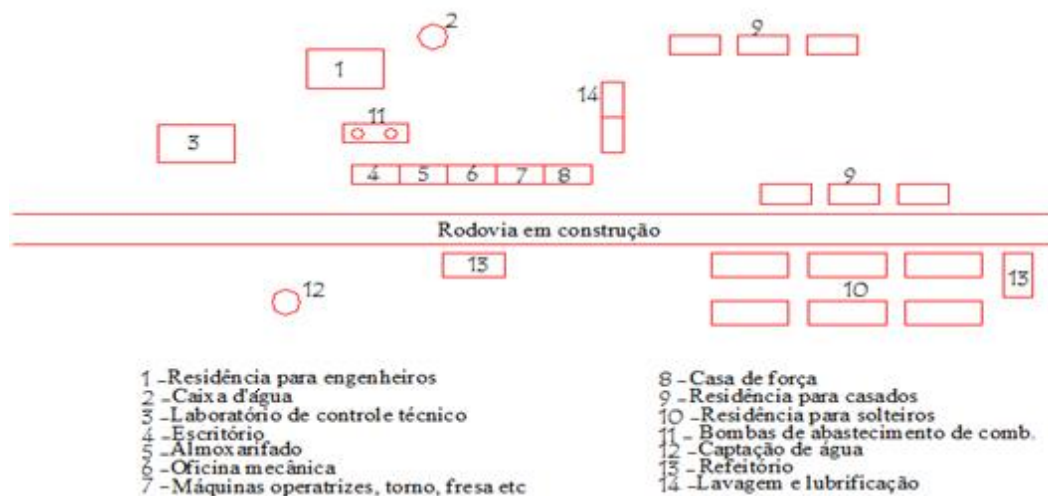 2
9
1
14
11
3
4 5 6 7 8
9
Rodovia em construção
13
13
12
10
1 - Residência para engenheiros
2 - Caixa d'água
3 - Laboratório de controle técnico
4 - Escritório
5 - Almoxarifado
6 - Oficina mecânica
7 - Máquinas operatrizes, torno, fresa etc
8 - Casa de força
9 - Residência para casados
10 - Residência para solteiros
11 - Bombas de abastecimento de comb.
12 - Captação de água
13 - Refeitório
14 - Lavagem e lubrificação